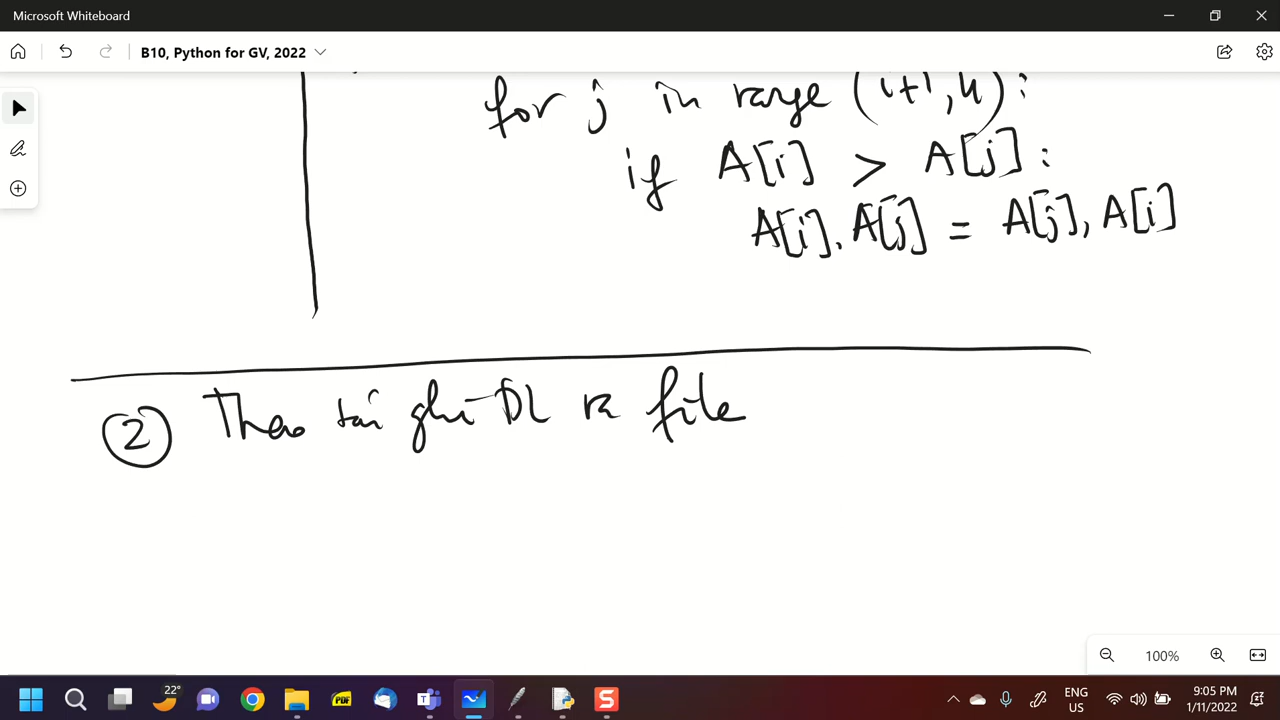 Microsoft Whiteboard
B10, Python for GV, 2022
for j in range (i+1, n):
if A[i] > A[j]:
A[i], A[j] = A[j], A[i]
② Thao tác ghi DL ra file
100%
22°
ENG
US
9:05 PM
1/11/2022